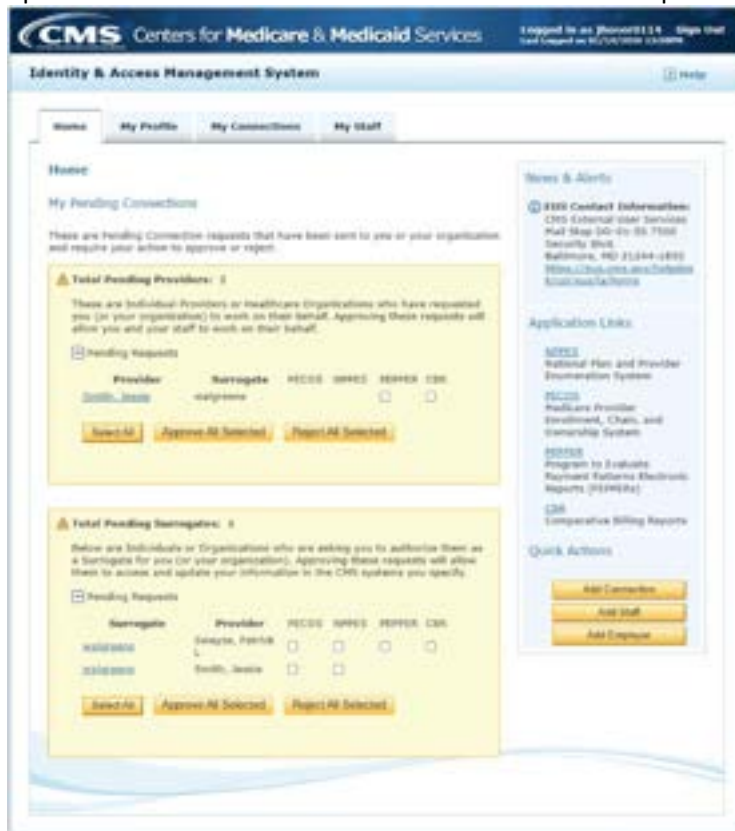 CMS Centers for Medicare & Medicaid Services
Logged in as Sign Out
Identity & Access Management System
Help
Home My Profile My Connections My Staff
Home
My Pending Connections
These are Pending Connection requests that have been sent to you or your organization
and require your action to approve or reject.
Total Pending Providers:
These are Individual Providers or Healthcare Organizations who have requested
you (or your organization) to work on their behalf. Approving these requests will
allow you and your staff to work on their behalf.
Pending Requests
Provider Surrogate PECOS NPPES PEPPER CBR
Smith, Jessie walgreens
Select All Approve All Selected Reject All Selected
Total Pending Surrogates:
Below are Individuals or Organizations who are asking you to authorize them as
a Surrogate for you (or your organization). Approving these requests will allow
them to access and update your information in the CMS systems you specify.
Pending Requests
Surrogate Provider PECOS NPPES PEPPER CBR
walgreens Swayze, Patrick
L
walgreens Smith, Jessie
Select All Approve All Selected Reject All Selected
News & Alerts
EUS Contact Information:
CMS External User Services
Mail Stop
Security Blvd.
Baltimore, MD 21244-1850
Application Links
NPPES
National Plan and Provider
Enumeration System
PECOS
Medicare Provider
Enrollment, Chain, and
Ownership System
PEPPER
Program to Evaluate
Payment Patterns Electronic
Reports (PEPPERs)
CBR
Comparative Billing Reports
Quick Actions
Add Connection
Add Staff
Add Employer